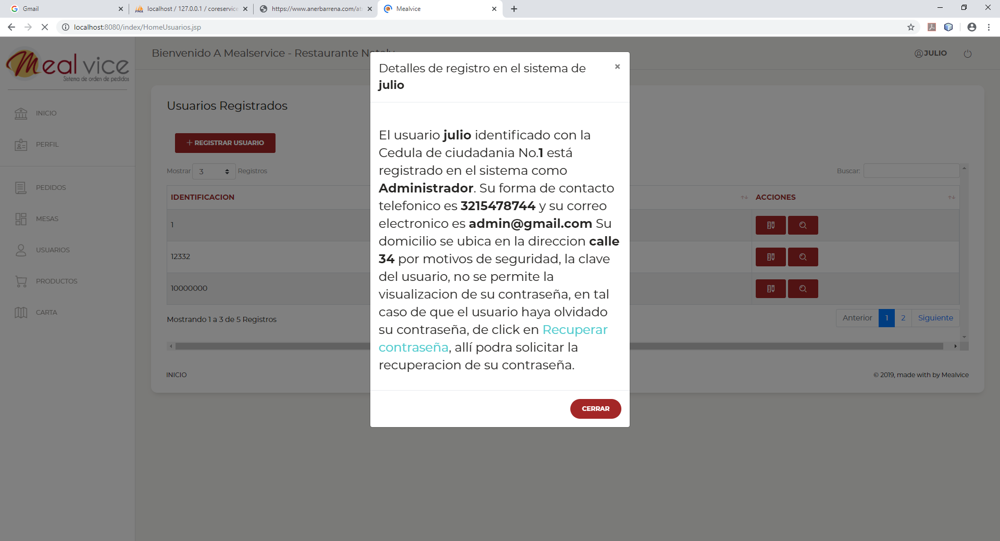 Gmail
localhost / 127.0.0.1 / coreservice
https://www.anerbarrena.com/at
Mealvice
localhost:8080/index/HomeUsuarios.jsp
Meal vice
Sistema de orden de pedidos
INICIO
PERFIL
PEDIDOS
MESAS
USUARIOS
PRODUCTOS
CARTA
Bienvenido A Mealservice - Restaurante Nataly
JULIO
Usuarios Registrados
+ REGISTRAR USUARIO
Mostrar 3 Registros
Buscar:
IDENTIFICACION
ACCIONES
1
12332
10000000
Mostrando 1 a 3 de 5 Registros
Anterior 1 2 Siguiente
INICIO
© 2019, made with by Mealvice
Detalles de registro en el sistema de
julio
×
El usuario julio identificado con la
Cedula de ciudadania No.1 está
registrado en el sistema como
Administrador. Su forma de contacto
telefonico es 3215478744 y su correo
electronico es admin@gmail.com Su
domicilio se ubica en la direccion calle
34 por motivos de seguridad, la clave
del usuario, no se permite la
visualizacion de su contraseña, en tal
caso de que el usuario haya olvidado
su contraseña, de click en Recuperar
contraseña, allí podra solicitar la
recuperacion de su contraseña.
CERRAR